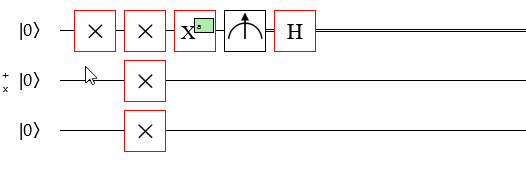 |0⟩ × × X^a H
+
x |0⟩ ×
|0⟩ ×